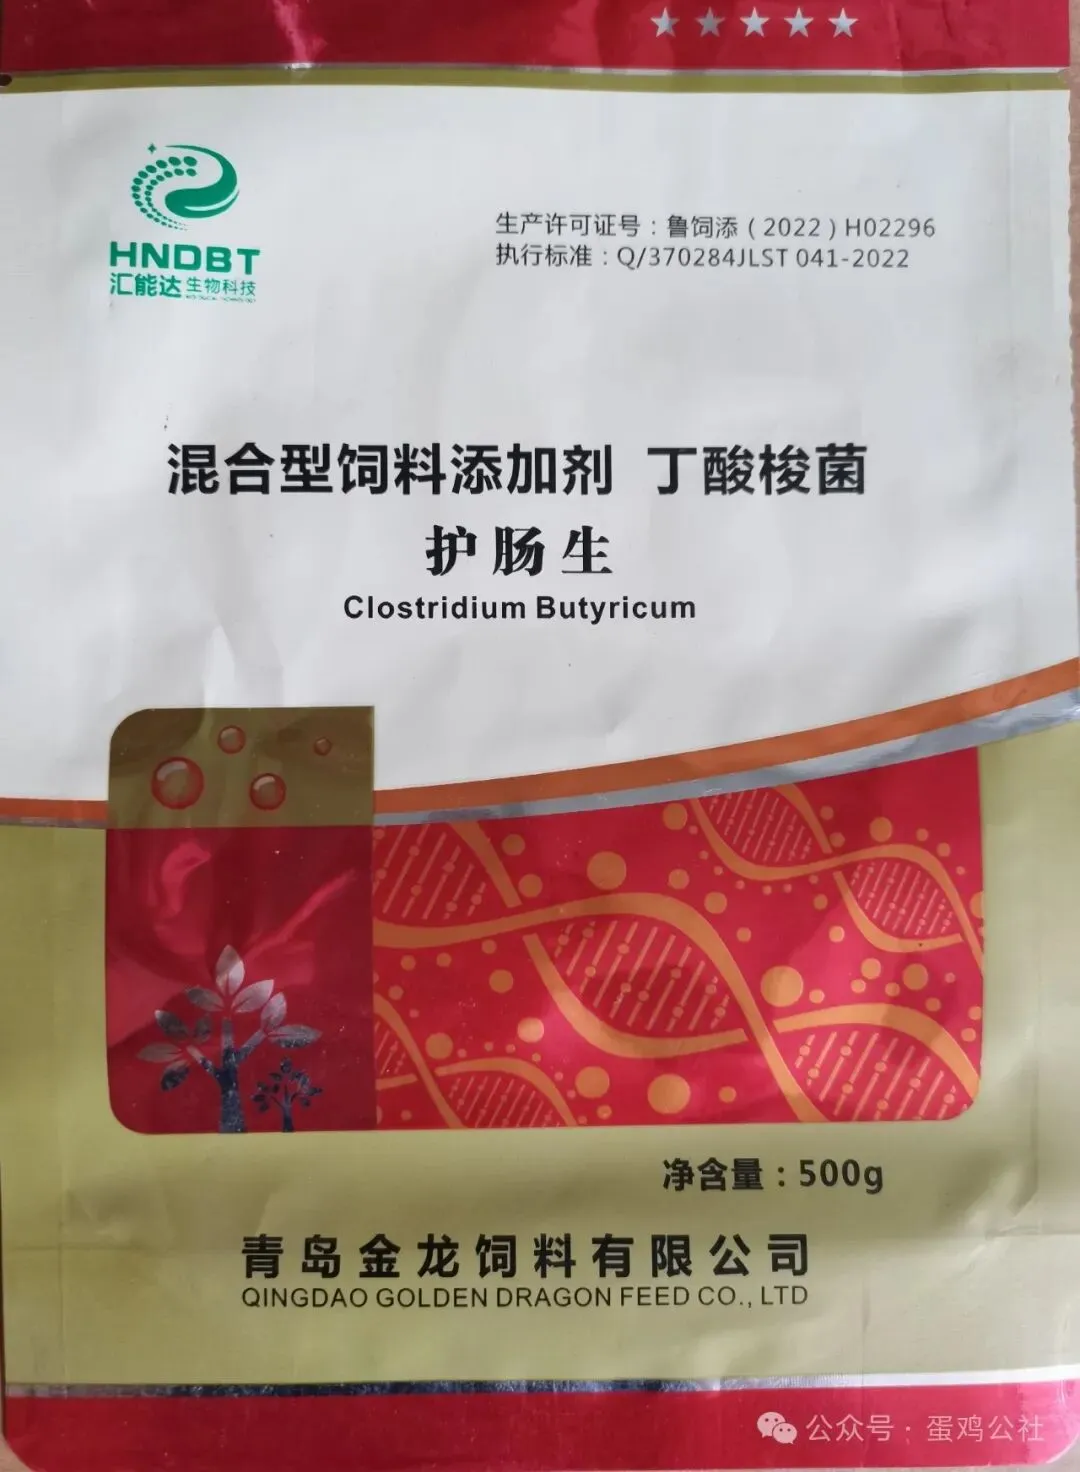 生产许可证号：鲁饲添（2022）H02296
执行标准：Q/370284JLST 041-2022
HNDBT
汇能达生物科技
混合型饲料添加剂 丁酸梭菌
护肠生
Clostridium Butyricum
净含量：500g
青岛金龙饲料有限公司
QINGDAO GOLDEN DRAGON FEED CO., LTD
公众号·蛋鸡公社